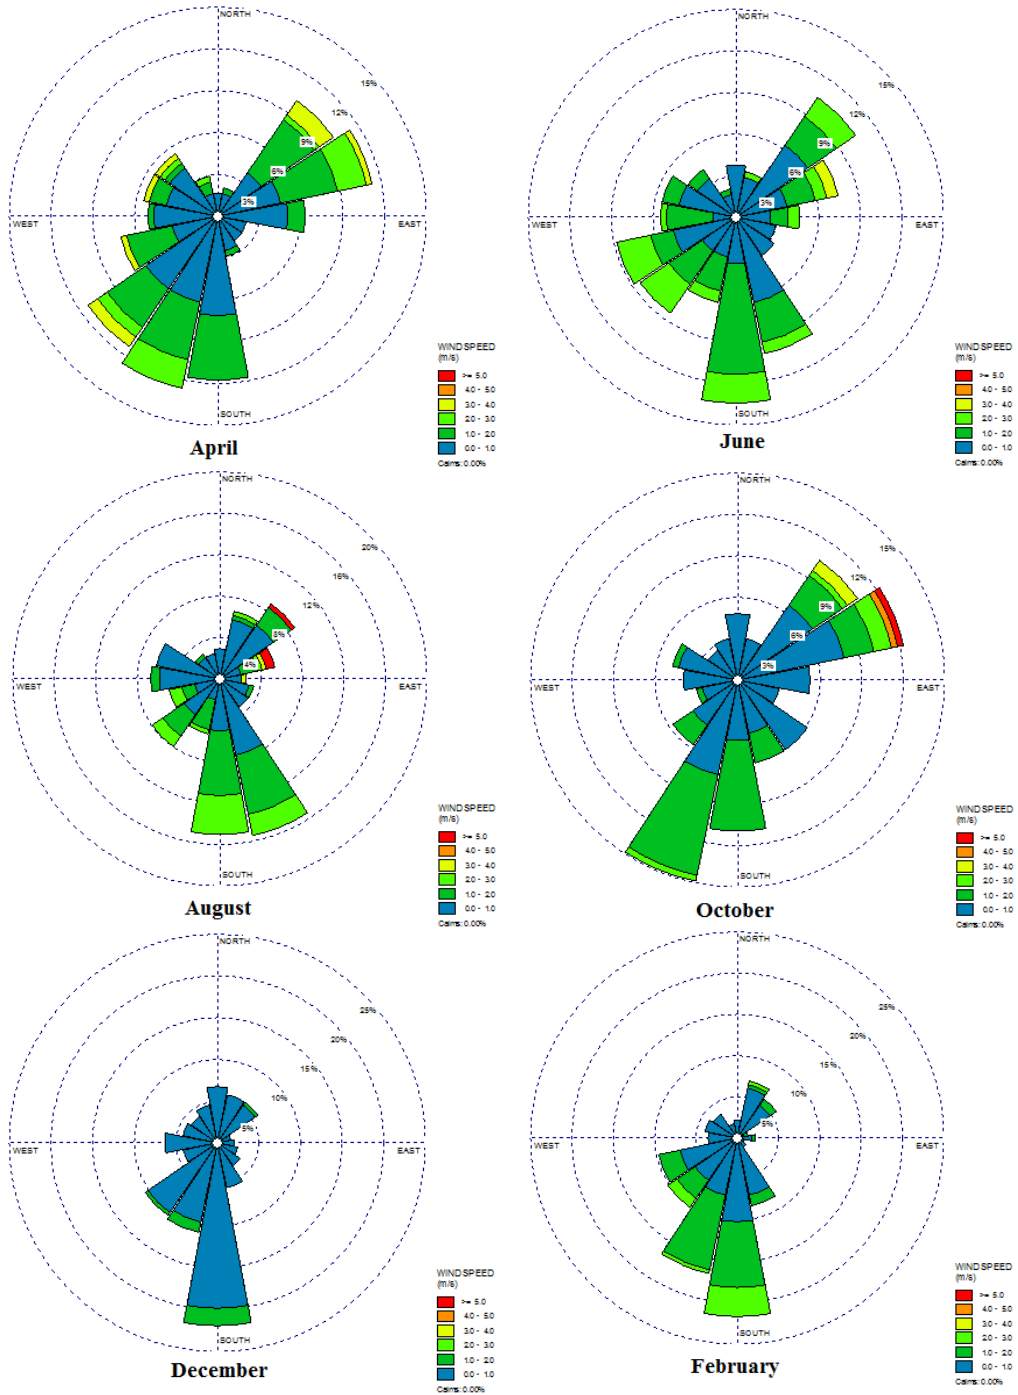 NORTH
15%
12%
9%
6%
3%
WEST
EAST
SOUTH
WIND SPEED
(m/s)
>= 5.0
4.0 - 5.0
3.0 - 4.0
2.0 - 3.0
1.0 - 2.0
0.0 - 1.0
Calms: 0.00%
April
NORTH
15%
12%
9%
6%
3%
WEST
EAST
SOUTH
WIND SPEED
(m/s)
>= 5.0
4.0 - 5.0
3.0 - 4.0
2.0 - 3.0
1.0 - 2.0
0.0 - 1.0
Calms: 0.00%
June
NORTH
20%
16%
12%
8%
4%
WEST
EAST
SOUTH
WIND SPEED
(m/s)
>= 5.0
4.0 - 5.0
3.0 - 4.0
2.0 - 3.0
1.0 - 2.0
0.0 - 1.0
Calms: 0.00%
August
NORTH
15%
12%
9%
6%
3%
WEST
EAST
SOUTH
WIND SPEED
(m/s)
>= 5.0
4.0 - 5.0
3.0 - 4.0
2.0 - 3.0
1.0 - 2.0
0.0 - 1.0
Calms: 0.00%
October
NORTH
25%
20%
15%
10%
5%
WEST
EAST
SOUTH
WIND SPEED
(m/s)
>= 5.0
4.0 - 5.0
3.0 - 4.0
2.0 - 3.0
1.0 - 2.0
0.0 - 1.0
Calms: 0.00%
December
NORTH
25%
20%
15%
10%
5%
WEST
EAST
SOUTH
WIND SPEED
(m/s)
>= 5.0
4.0 - 5.0
3.0 - 4.0
2.0 - 3.0
1.0 - 2.0
0.0 - 1.0
Calms: 0.00%
February